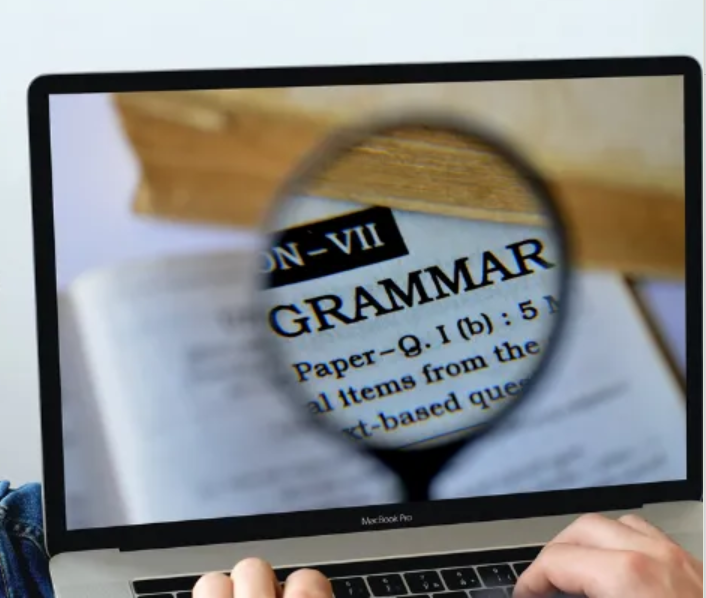 ON–VII
GRAMMAR
Paper–Q. I (b) : 5
al items from the
xt-based ques
MacBook Pro